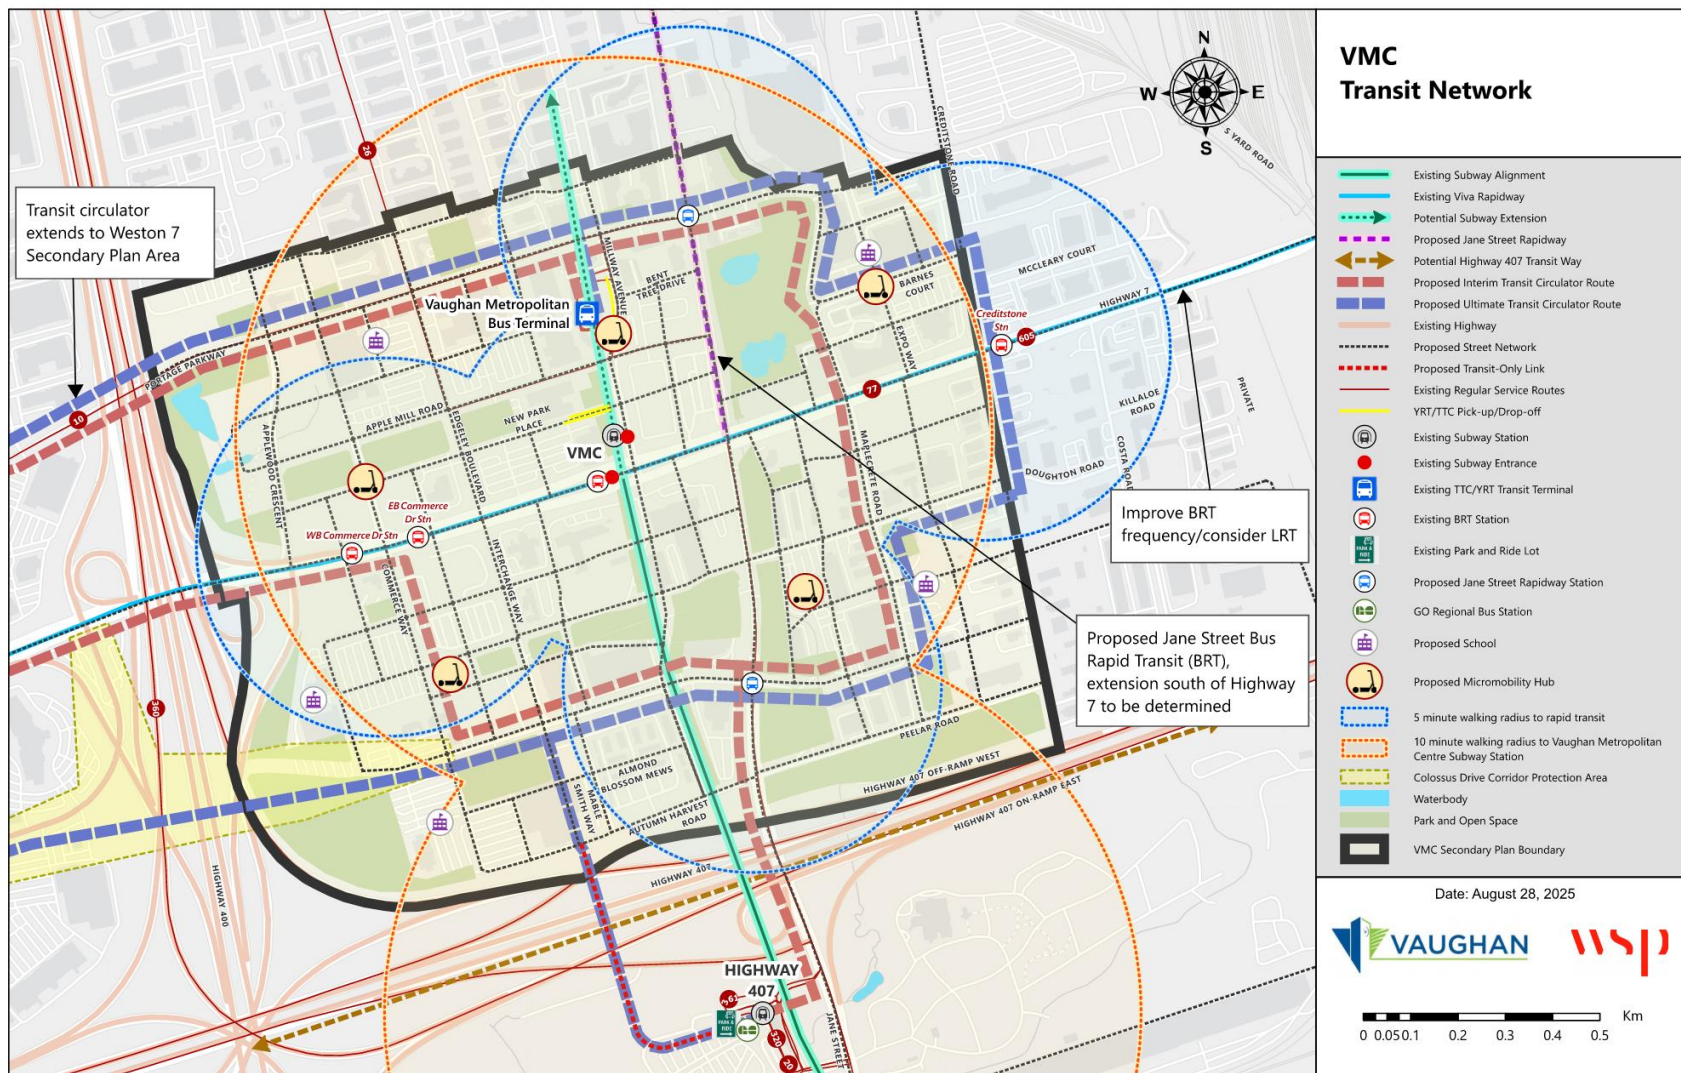 VMC
Transit Network
Existing Subway Alignment
Existing Viva Rapidway
Potential Subway Extension
Proposed Jane Street Rapidway
Potential Highway 407 Transit Way
Proposed Interim Transit Circulator Route
Proposed Ultimate Transit Circulator Route
Existing Highway
Proposed Street Network
Proposed Transit-Only Link
Existing Regular Service Routes
YRT/TTC Pick-up/Drop-off
Existing Subway Station
Existing Subway Entrance
Existing TTC/YRT Transit Terminal
Existing BRT Station
PARK & RIDE
Existing Park and Ride Lot
Proposed Jane Street Rapidway Station
GO Regional Bus Station
Proposed School
Proposed Micromobility Hub
5 minute walking radius to rapid transit
10 minute walking radius to Vaughan Metropolitan
Centre Subway Station
Colossus Drive Corridor Protection Area
Waterbody
Park and Open Space
VMC Secondary Plan Boundary
Date: August 28, 2025
VAUGHAN
wsp
0 0.05 0.1 0.2 0.3 0.4 0.5 Km
N
W E
S
Transit circulator
extends to Weston 7
Secondary Plan Area
Improve BRT
frequency/consider LRT
Proposed Jane Street Bus
Rapid Transit (BRT),
extension south of Highway
7 to be determined
26
CREDITSTONE ROAD
S YARD ROAD
MILLWAY AVENUE
BENT
TREE DRIVE
Vaughan Metropolitan
Bus Terminal
BARNES
COURT
MCCLEARY COURT
HIGHWAY 7
Creditstone
Stn
605
EXPO WAY
PORTAGE PARKWAY
10
77
KILLALOE
ROAD
PRIVATE
APPLE MILL ROAD
NEW PARK
PLACE
EDGELEY BOULEVARD
APPLEWOOD CRESCENT
VMC
MAPLECRETE ROAD
COSTA ROAD
DOUGHTON ROAD
EB Commerce
Dr Stn
WB Commerce Dr Stn
INTERCHANGE WAY
COMMERCE WAY
360
PEELAR ROAD
ALMOND
BLOSSOM MEWS
MABLE
SMITH WAY
AUTUMN HARVEST
ROAD
HIGHWAY 407 OFF-RAMP WEST
HIGHWAY 407 ON-RAMP EAST
HIGHWAY 407
HIGHWAY 400
HIGHWAY
407
361
PARK & RIDE
320
20
JANE STREET